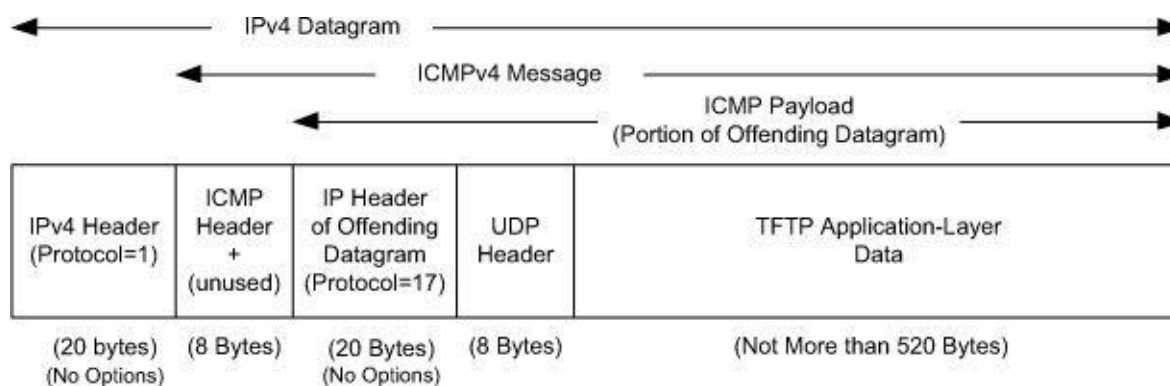 IPv4 Datagram
ICMPv4 Message
ICMP Payload
(Portion of Offending Datagram)
IPv4 Header
(Protocol=1)
ICMP
Header
+
(unused)
IP Header
of Offending
Datagram
(Protocol=17)
UDP
Header
TFTP Application-Layer
Data
(20 bytes)
(No Options)
(8 Bytes)
(20 Bytes)
(No Options)
(8 Bytes)
(Not More than 520 Bytes)